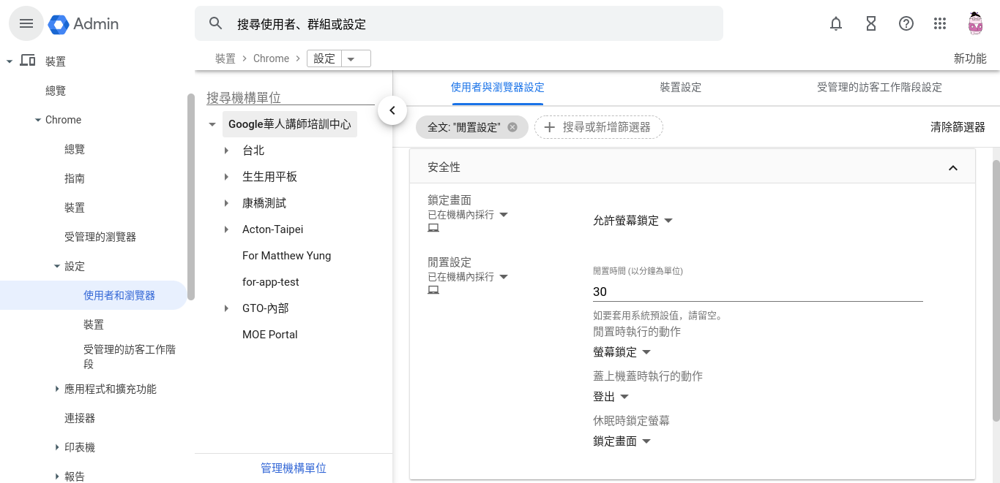 Admin
搜尋使用者、群組或設定
裝置
總覽
Chrome
總覽
指南
裝置
受管理的瀏覽器
設定
使用者和瀏覽器
裝置
受管理的訪客工作階
段
應用程式和擴充功能
連接器
印表機
報告
裝置 > Chrome > 設定
新功能
搜尋機構單位
Google華人講師培訓中心
台北
生生用平板
康橋測試
Acton-Taipei
For Matthew Yung
for-app-test
GTO-內部
MOE Portal
管理機構單位
使用者與瀏覽器設定
裝置設定
受管理的訪客工作階段設定
全文: "閒置設定"
搜尋或新增篩選器
清除篩選器
安全性
鎖定畫面
已在機構內採行
允許螢幕鎖定
閒置設定
已在機構內採行
閒置時間 (以分鐘為單位)
30
如要套用系統預設值，請留空。
閒置時執行的動作
螢幕鎖定
蓋上機蓋時執行的動作
登出
休眠時鎖定螢幕
鎖定畫面